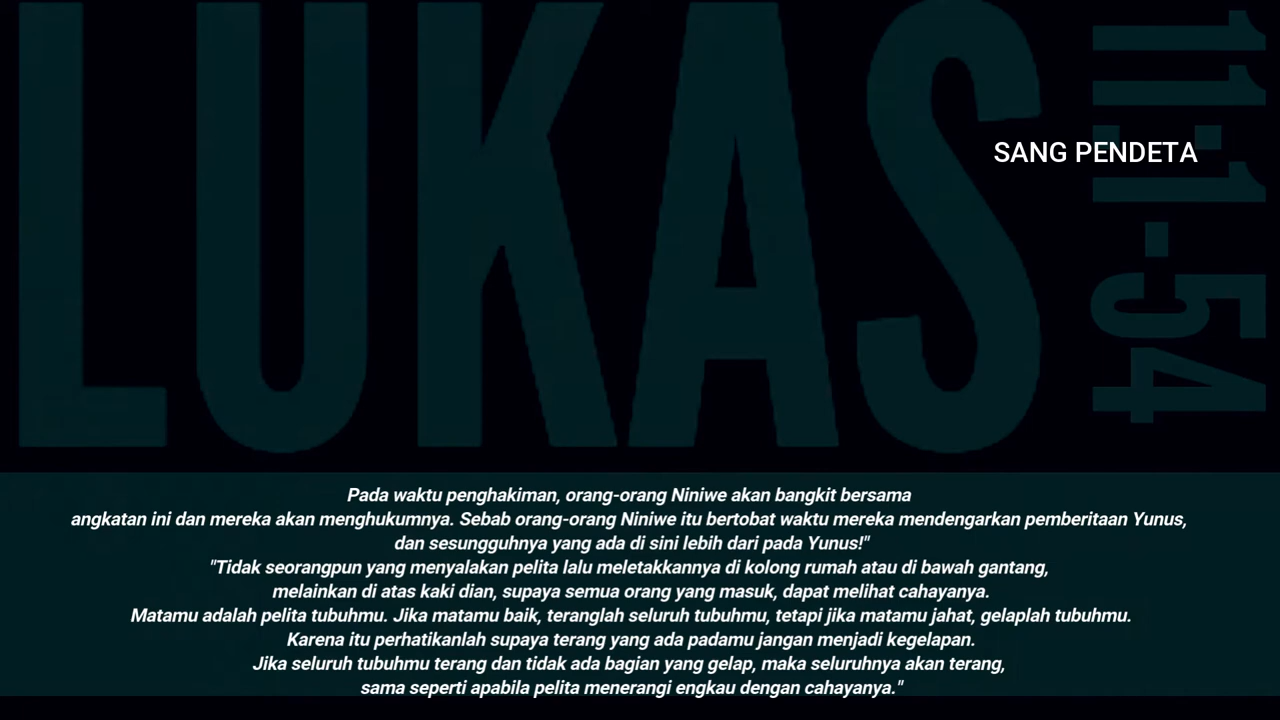 LUKAS
11:1-54
SANG PENDETA
Pada waktu penghakiman, orang-orang Niniwe akan bangkit bersama
angkatan ini dan mereka akan menghukumnya. Sebab orang-orang Niniwe itu bertobat waktu mereka mendengarkan pemberitaan Yunus,
dan sesungguhnya yang ada di sini lebih dari pada Yunus!"
"Tidak seorangpun yang menyalakan pelita lalu meletakkannya di kolong rumah atau di bawah gantang,
melainkan di atas kaki dian, supaya semua orang yang masuk, dapat melihat cahayanya.
Matamu adalah pelita tubuhmu. Jika matamu baik, teranglah seluruh tubuhmu, tetapi jika matamu jahat, gelaplah tubuhmu.
Karena itu perhatikanlah supaya terang yang ada padamu jangan menjadi kegelapan.
Jika seluruh tubuhmu terang dan tidak ada bagian yang gelap, maka seluruhnya akan terang,
sama seperti apabila pelita menerangi engkau dengan cahayanya."